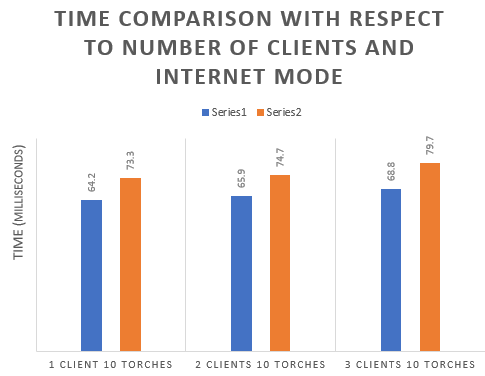 TIME COMPARISON WITH RESPECT
TO NUMBER OF CLIENTS AND
INTERNET MODE
Series1 Series2
TIME (MILLISECONDS)
64.2
73.3
65.9
74.7
68.8
79.7
1 CLIENT 10 TORCHES
2 CLIENTS 10 TORCHES
3 CLIENTS 10 TORCHES